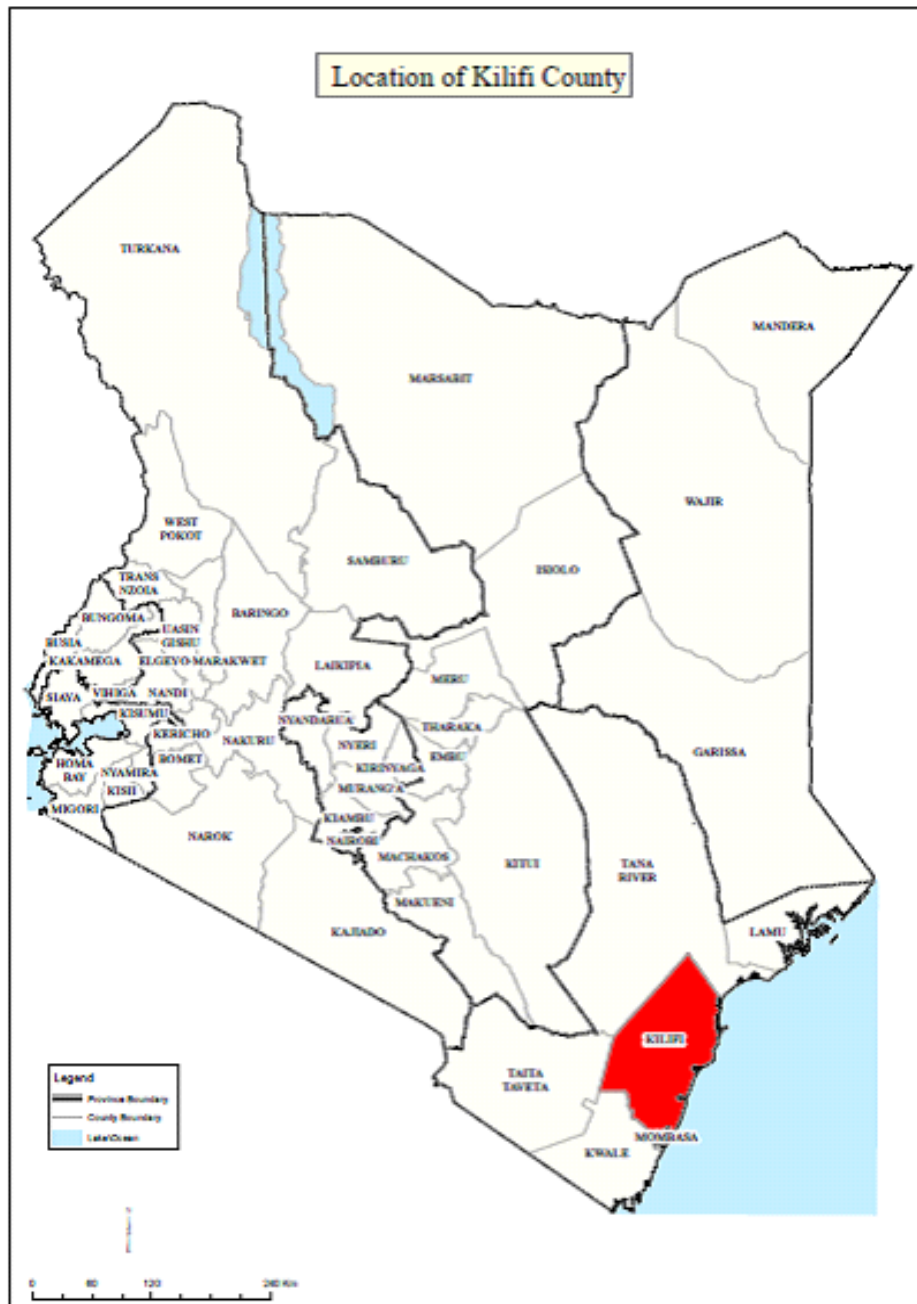 Location of Kilifi County
TURKANA
MANDERA
MARSABIT
WAJIR
WEST
POKOT
SAMBURU
ISIOLO
TRANS
NZOIA
BARINGO
BUNGOMA
UASIN
GISHU
BUSIA
KAKAMEGA
ELGEYO-MARAKWET
LAIKIPIA
MERU
SIAYA
VIHIGA
NANDI
KISUMU
NYANDARUA
THARAKA
KERICHO
NAKURU
NYERI
EMBU
GARISSA
HOMA
BAY
NYAMIRA
BOMET
KIRINYAGA
KISII
MURANG'A
MIGORI
KIAMBU
NAROK
NAIROBI
MACHAKOS
KITUI
TANA
RIVER
MAKUENI
KAJIADO
LAMU
KILIFI
TAITA
TAVETA
MOMBASA
KWALE
Legend
Province Boundary
County Boundary
Lake\Ocean
0 60 120 240 Km